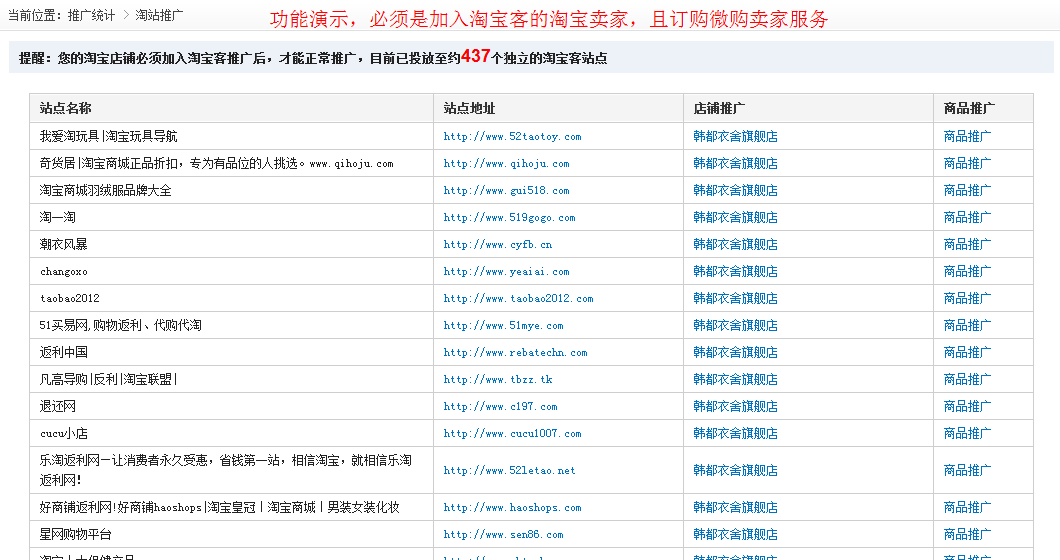 当前位置：推广统计 > 淘站推广
功能演示，必须是加入淘宝客的淘宝卖家，且订购微购卖家服务
提醒：您的淘宝店铺必须加入淘宝客推广后，才能正常推广，目前已投放至约437个独立的淘宝客站点
站点名称 站点地址 店铺推广 商品推广
我爱淘玩具|淘宝玩具导航 http://www.52taotoy.com 韩都衣舍旗舰店 商品推广
奇货居|淘宝商城正品折扣，专为有品位的人挑选。www.qihoju.com http://www.qihoju.com 韩都衣舍旗舰店 商品推广
淘宝商城羽绒服品牌大全 http://www.gui518.com 韩都衣舍旗舰店 商品推广
淘一淘 http://www.519gogo.com 韩都衣舍旗舰店 商品推广
潮衣风暴 http://www.cyfb.cn 韩都衣舍旗舰店 商品推广
changoxo http://www.yeaiai.com 韩都衣舍旗舰店 商品推广
taobao2012 http://www.taobao2012.com 韩都衣舍旗舰店 商品推广
51买易网,购物返利、代购代淘 http://www.51mye.com 韩都衣舍旗舰店 商品推广
返利中国 http://www.rebatechn.com 韩都衣舍旗舰店 商品推广
凡高导购|反利|淘宝联盟| http://www.tbzz.tk 韩都衣舍旗舰店 商品推广
退还网 http://www.c197.com 韩都衣舍旗舰店 商品推广
cucu小店 http://www.cucu1007.com 韩都衣舍旗舰店 商品推广
乐淘返利网—让消费者永久受惠，省钱第一站，相信淘宝，就相信乐淘
返利网！ http://www.52letao.net 韩都衣舍旗舰店 商品推广
好商铺返利网!好商铺haoshops|淘宝皇冠丨淘宝商城丨男装女装化妆 http://www.haoshops.com 韩都衣舍旗舰店 商品推广
星网购物平台 http://www.sen86.com 韩都衣舍旗舰店 商品推广